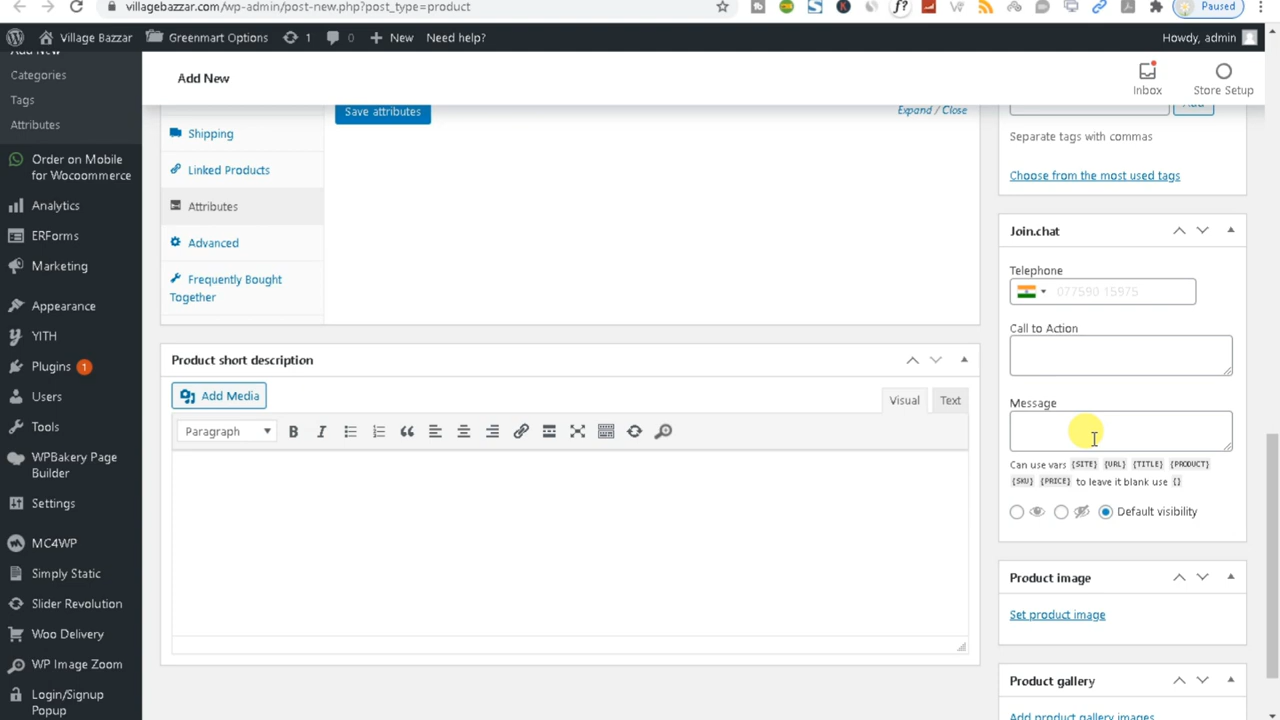 villagebazzar.com/wp-admin/post-new.php?post_type=product
Paused
Village Bazzar
Greenmart Options
1
0
New
Need help?
Howdy, admin
Add New
Categories
Tags
Attributes
Order on Mobile
for Wocoommerce
Analytics
ERForms
Marketing
Appearance
YITH
Plugins 1
Users
Tools
WPBakery Page
Builder
Settings
MC4WP
Simply Static
Slider Revolution
Woo Delivery
WP Image Zoom
Login/Signup
Popup
Add New
Inbox
Store Setup
Save attributes
Expand / Close
Shipping
Linked Products
Attributes
Advanced
Frequently Bought
Together
Product short description
Add Media
Visual
Text
Paragraph
Add
Separate tags with commas
Choose from the most used tags
Join.chat
Telephone
077590 15975
Call to Action
Message
Can use vars {SITE} {URL} {TITLE} {PRODUCT}
{SKU} {PRICE} to leave it blank use {}
Default visibility
Product image
Set product image
Product gallery
Add product gallery images